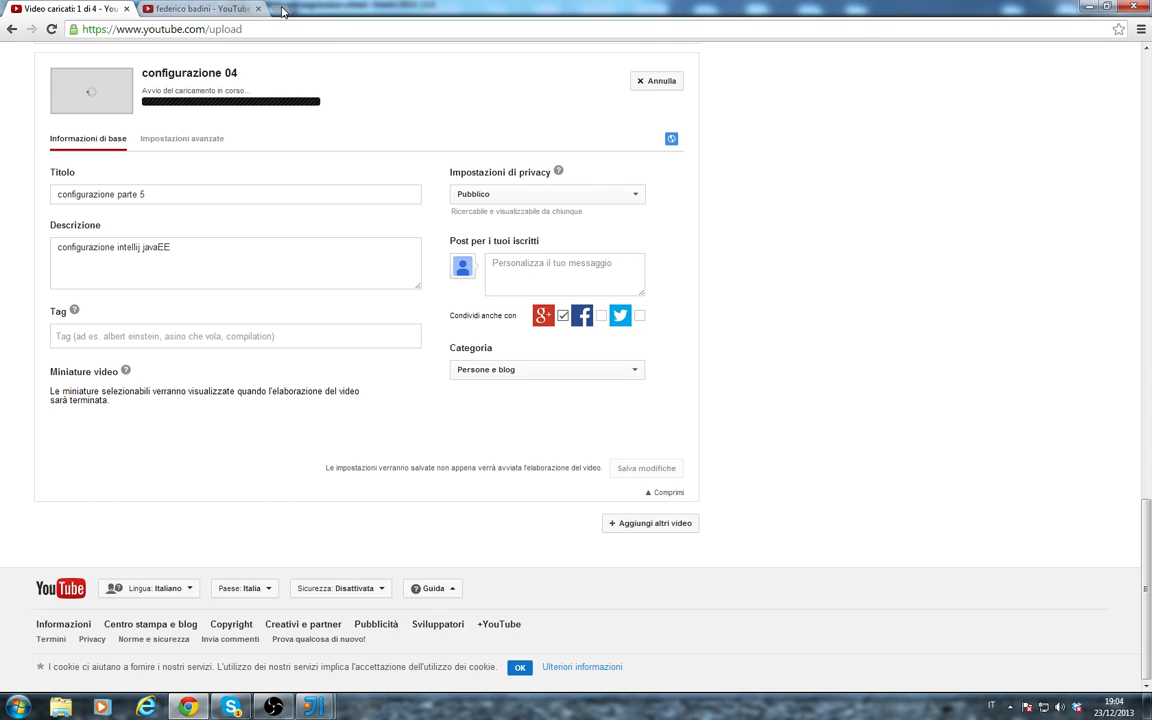 Video caricati: 1 di 4 - You
federico badini - YouTube
https://www.youtube.com/upload
configurazione 04
Annulla
Avvio del caricamento in corso...
Informazioni di base
Impostazioni avanzate
Titolo
Impostazioni di privacy
configurazione parte 5
Pubblico
Ricercabile e visualizzabile da chiunque
Descrizione
Post per i tuoi iscritti
configurazione intellij javaEE
Personalizza il tuo messaggio
Tag
Condividi anche con
g+
Tag (ad es. albert einstein, asino che vola, compilation)
Categoria
Miniature video
Persone e blog
Le miniature selezionabili verranno visualizzate quando l'elaborazione del video
sarà terminata.
Le impostazioni verranno salvate non appena verrà avviata l'elaborazione del video.
Salva modifiche
Comprimi
+ Aggiungi altri video
YouTube
Lingua: Italiano
Paese: Italia
Sicurezza: Disattivata
Guida
Informazioni
Centro stampa e blog
Copyright
Creativi e partner
Pubblicità
Sviluppatori
+YouTube
Termini
Privacy
Norme e sicurezza
Invia commenti
Prova qualcosa di nuovo!
I cookie ci aiutano a fornire i nostri servizi. L'utilizzo dei nostri servizi implica l'accettazione dell'utilizzo dei cookie.
OK
Ulteriori informazioni
IT
19:04
23/12/2013